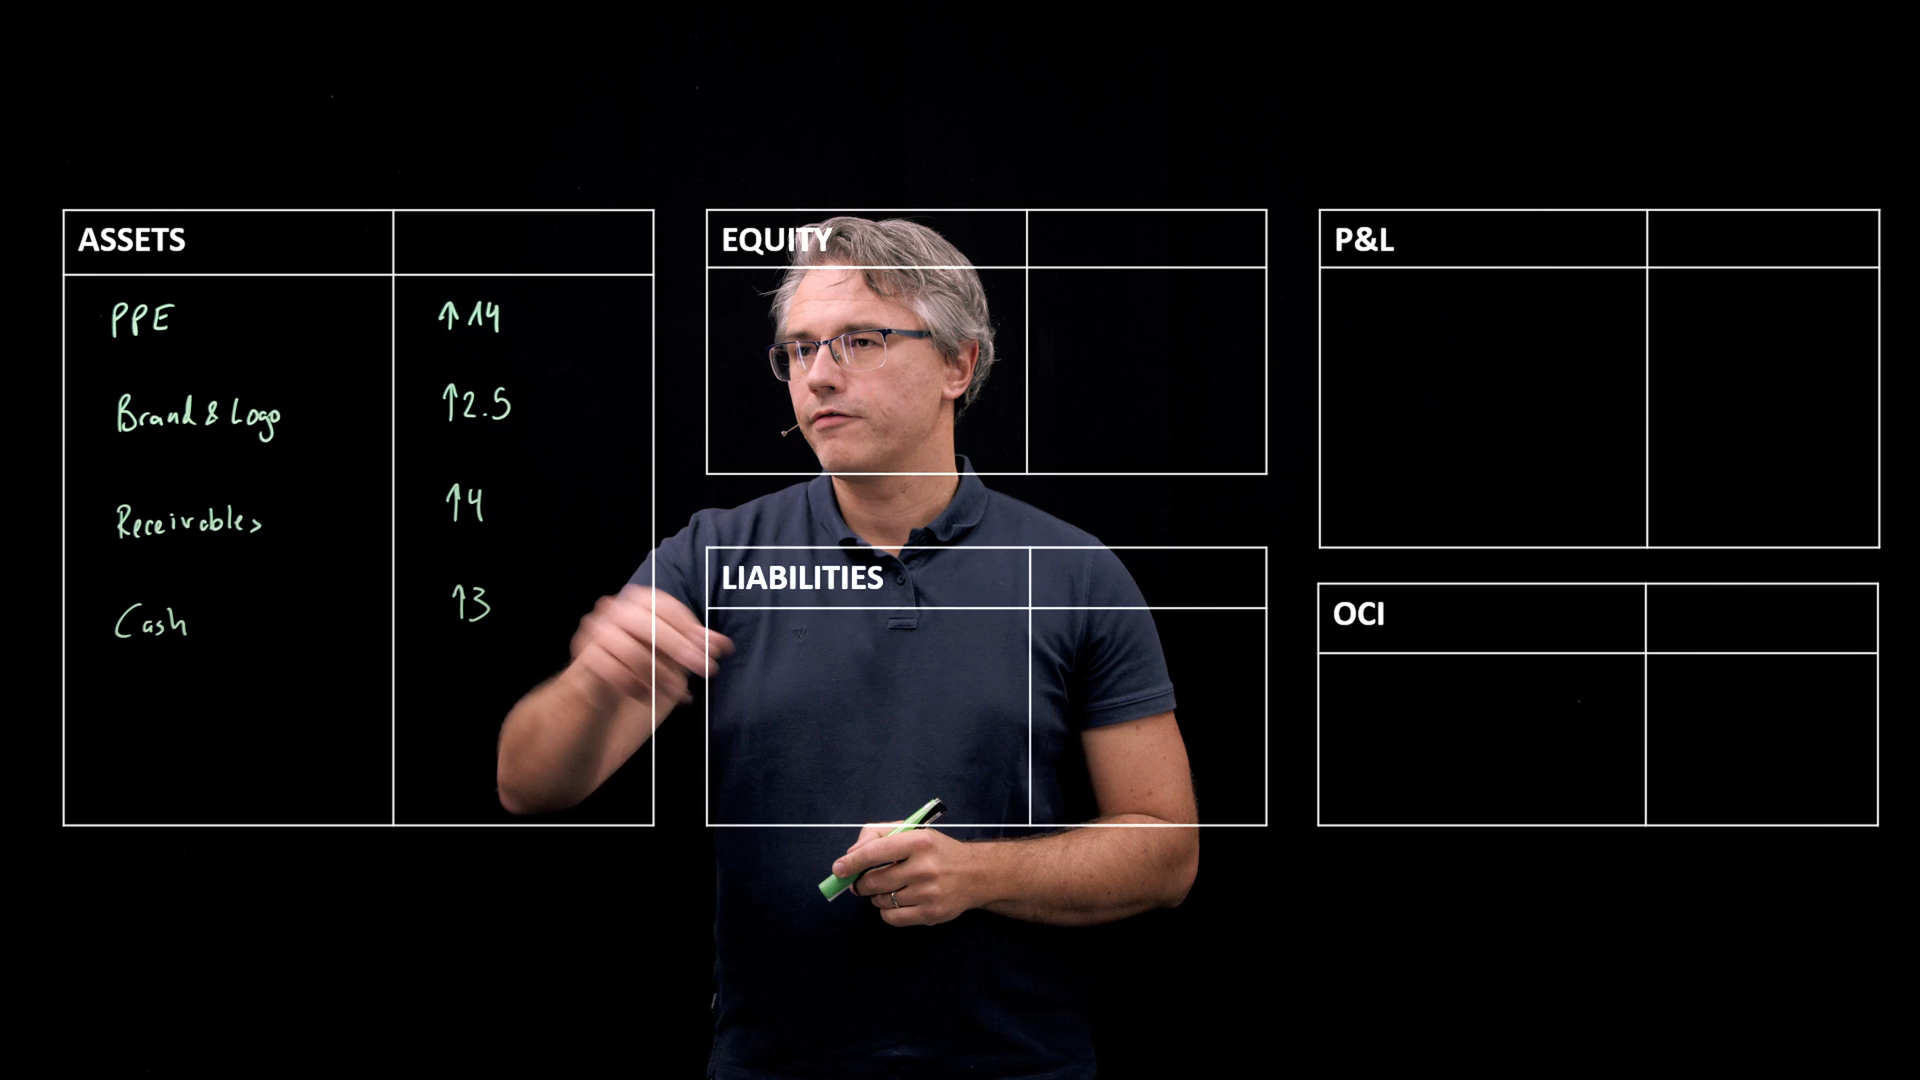 ASSETS
PPE ↑14
Brand & Logo ↑2.5
Receivables ↑4
Cash ↑3
EQUITY
LIABILITIES
P&L
OCI